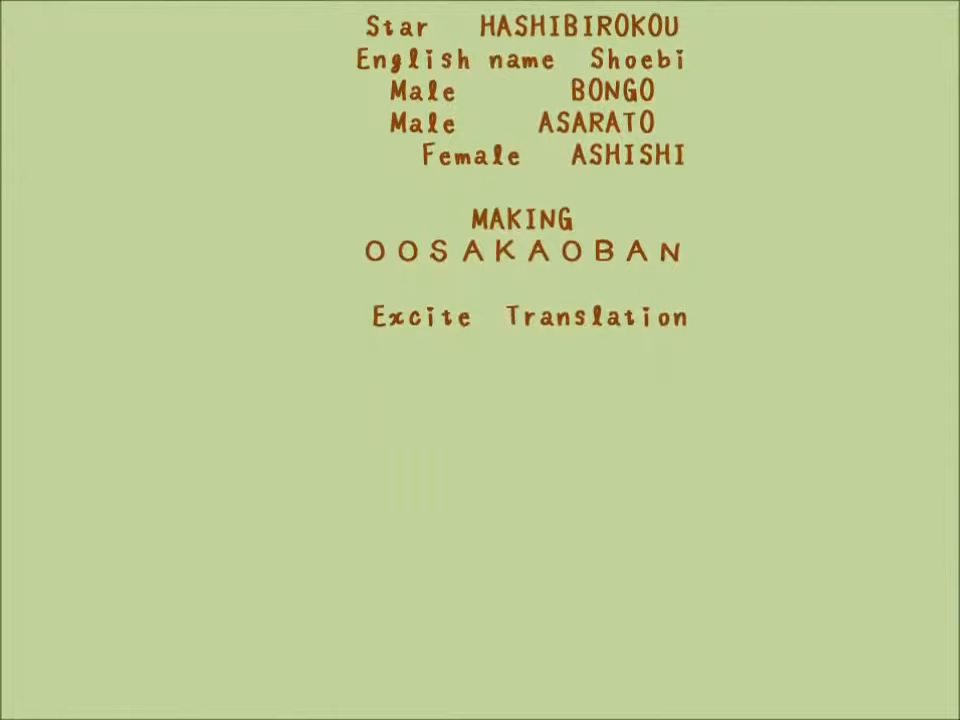 Star HASHIBIROKOU
English name Shoebi
Male BONGO
Male ASARATO
Female ASHISHI
MAKING
OOSAKAOBAN
Excite Translation